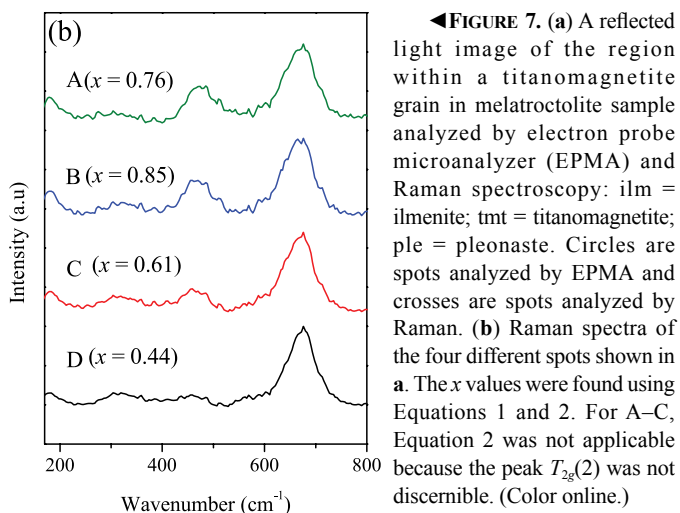 (b)
A(x = 0.76)
B (x = 0.85)
C (x = 0.61)
D (x = 0.44)
Intensity (a.u)
200 400 600 800
Wavenumber (cm⁻¹)
◄FIGURE 7. (a) A reflected
light image of the region
within a titanomagnetite
grain in melatroctolite sample
analyzed by electron probe
microanalyzer (EPMA) and
Raman spectroscopy: ilm =
ilmenite; tmt = titanomagnetite;
ple = pleonaste. Circles are
spots analyzed by EPMA and
crosses are spots analyzed by
Raman. (b) Raman spectra of
the four different spots shown in
a. The x values were found using
Equations 1 and 2. For A–C,
Equation 2 was not applicable
because the peak T₂g(2) was not
discernible. (Color online.)